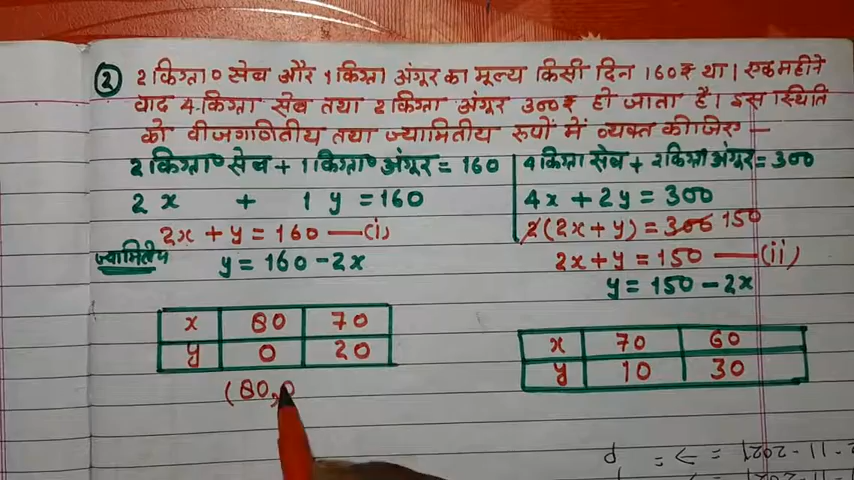 ② 2 किग्रा० सेब और 1 किग्रा अंगूर का मूल्य किसी दिन 160₹ था। एक महीने
बाद 4 किग्रा सेब तथा 2 किग्रा अंगूर 300₹ हो जाता है। इस स्थिति
को बीजगणितीय तथा ज्यामितीय रूपों में व्यक्त कीजिए —
2 किग्रा० सेब + 1 किग्रा० अंगूर = 160
2x + 1y = 160
2x + y = 160 —(i)
ज्यामितीय
y = 160 - 2x
4 किग्रा सेब + 2 किग्रा अंगूर = 300
4x + 2y = 300
2(2x + y) = 300 150
2x + y = 150 —(ii)
y = 150 - 2x
x 80 70
y 0 20
(80,0
x 70 60
y 10 30
-11-2021